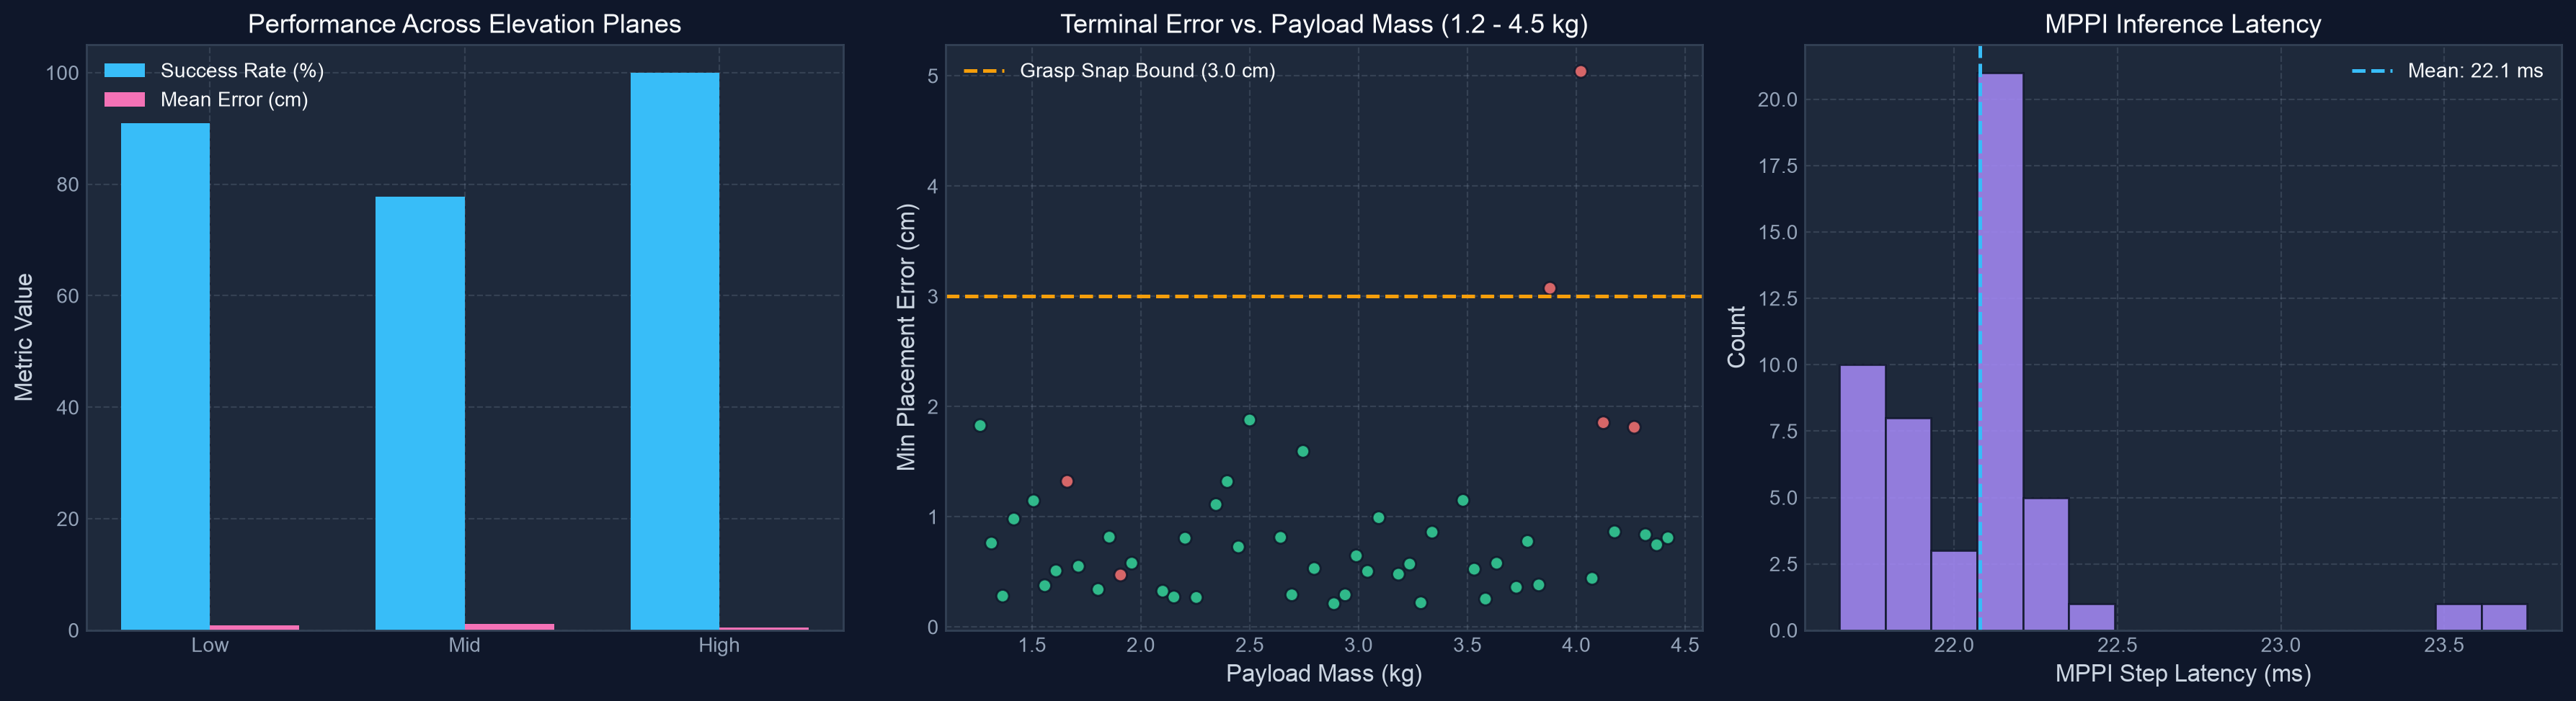 Performance Across Elevation Planes
Success Rate (%)
Mean Error (cm)
Metric Value
100
80
60
40
20
0
Low
Mid
High
Terminal Error vs. Payload Mass (1.2 - 4.5 kg)
Grasp Snap Bound (3.0 cm)
Min Placement Error (cm)
5
4
3
2
1
0
1.5
2.0
2.5
3.0
3.5
4.0
4.5
Payload Mass (kg)
MPPI Inference Latency
Mean: 22.1 ms
Count
20.0
17.5
15.0
12.5
10.0
7.5
5.0
2.5
0.0
22.0
22.5
23.0
23.5
MPPI Step Latency (ms)